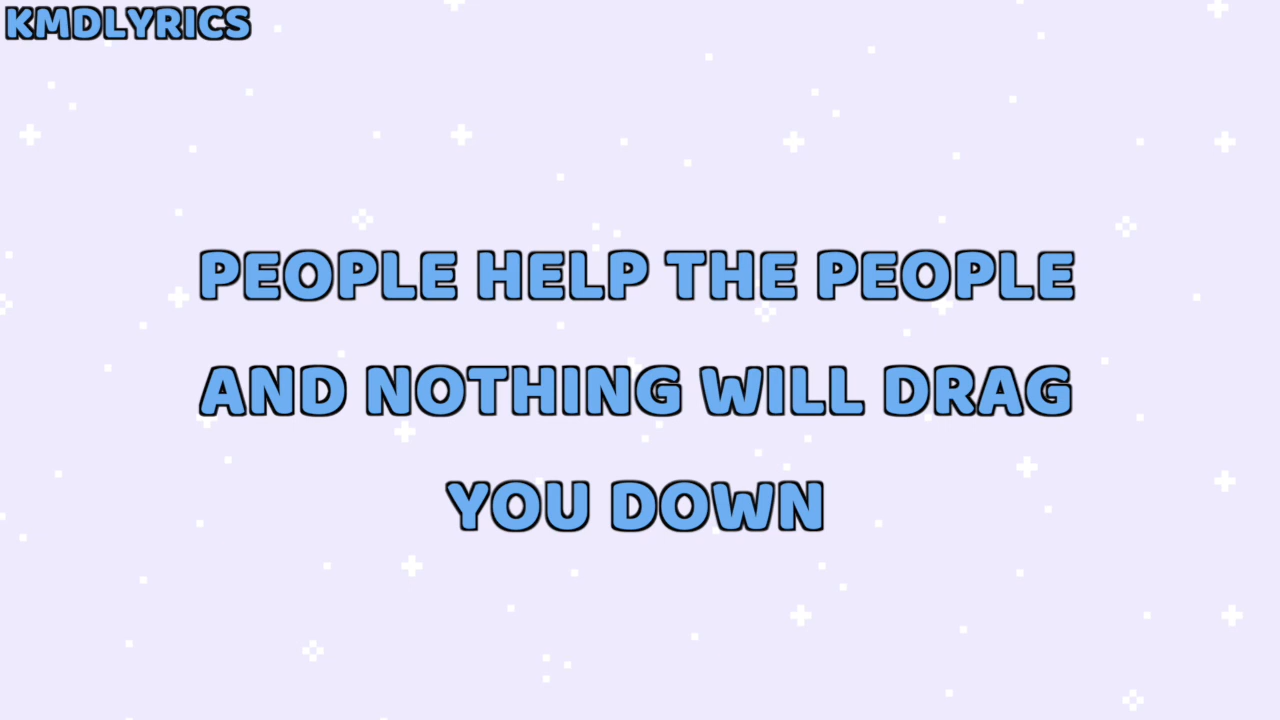 KMDLYRICS
PEOPLE HELP THE PEOPLE
AND NOTHING WILL DRAG
YOU DOWN